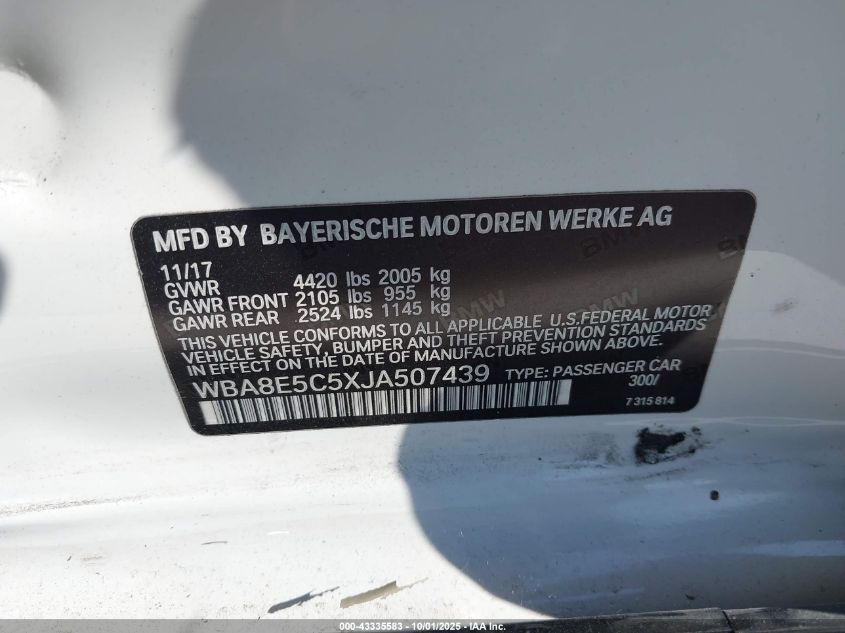 MFD BY BAYERISCHE MOTOREN WERKE AG
11/17
GVWR 4420 lbs 2005 kg
GAWR FRONT 2105 lbs 955 kg
GAWR REAR 2524 lbs 1145 kg
THIS VEHICLE CONFORMS TO ALL APPLICABLE U.S.FEDERAL MOTOR
VEHICLE SAFETY, BUMPER AND THEFT PREVENTION STANDARDS
IN EFFECT ON THE DATE OF MANUFACTURE SHOWN ABOVE.
WBA8E5C5XJA507439 TYPE: PASSENGER CAR
300/
7 315 814
000-43335583 - 10/01/2025 - IAA Inc.